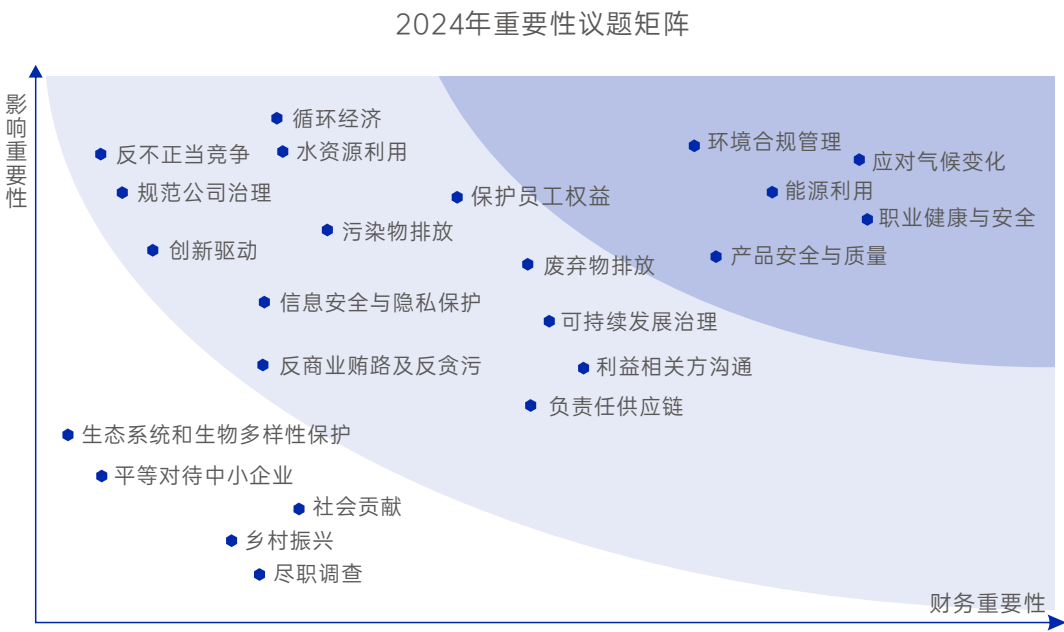 2024年重要性议题矩阵
影响重要性
循环经济
环境合规管理
反不正当竞争
水资源利用
应对气候变化
规范公司治理
保护员工权益
能源利用
污染物排放
职业健康与安全
创新驱动
产品安全与质量
废弃物排放
信息安全与隐私保护
可持续发展治理
反商业贿赂及反贪污
利益相关方沟通
负责任供应链
生态系统和生物多样性保护
平等对待中小企业
社会贡献
乡村振兴
尽职调查
财务重要性